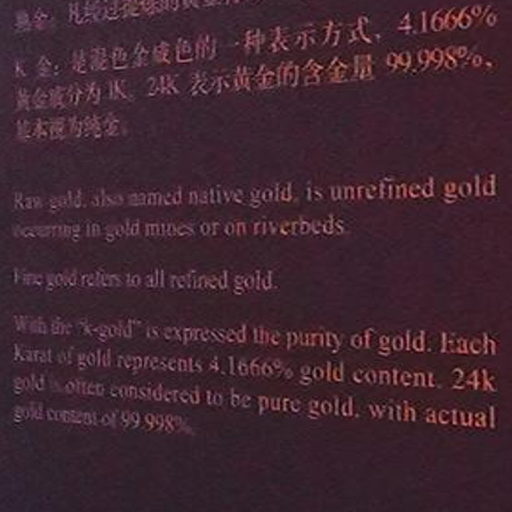 熟金：凡经过提炼的黄金
K 金：是混色金成色的一种表示方式，4.1666%
黄金成分为 1K。24K 表示黄金的含金量 99.998%，
基本视为纯金。
Raw gold, also named native gold, is unrefined gold
occurring in gold mines or on riverbeds.
Fine gold refers to all refined gold.
With the "k-gold" is expressed the purity of gold. Each
Karat of gold represents 4.1666% gold content. 24k
gold is often considered to be pure gold, with actual
gold content of 99.998%.